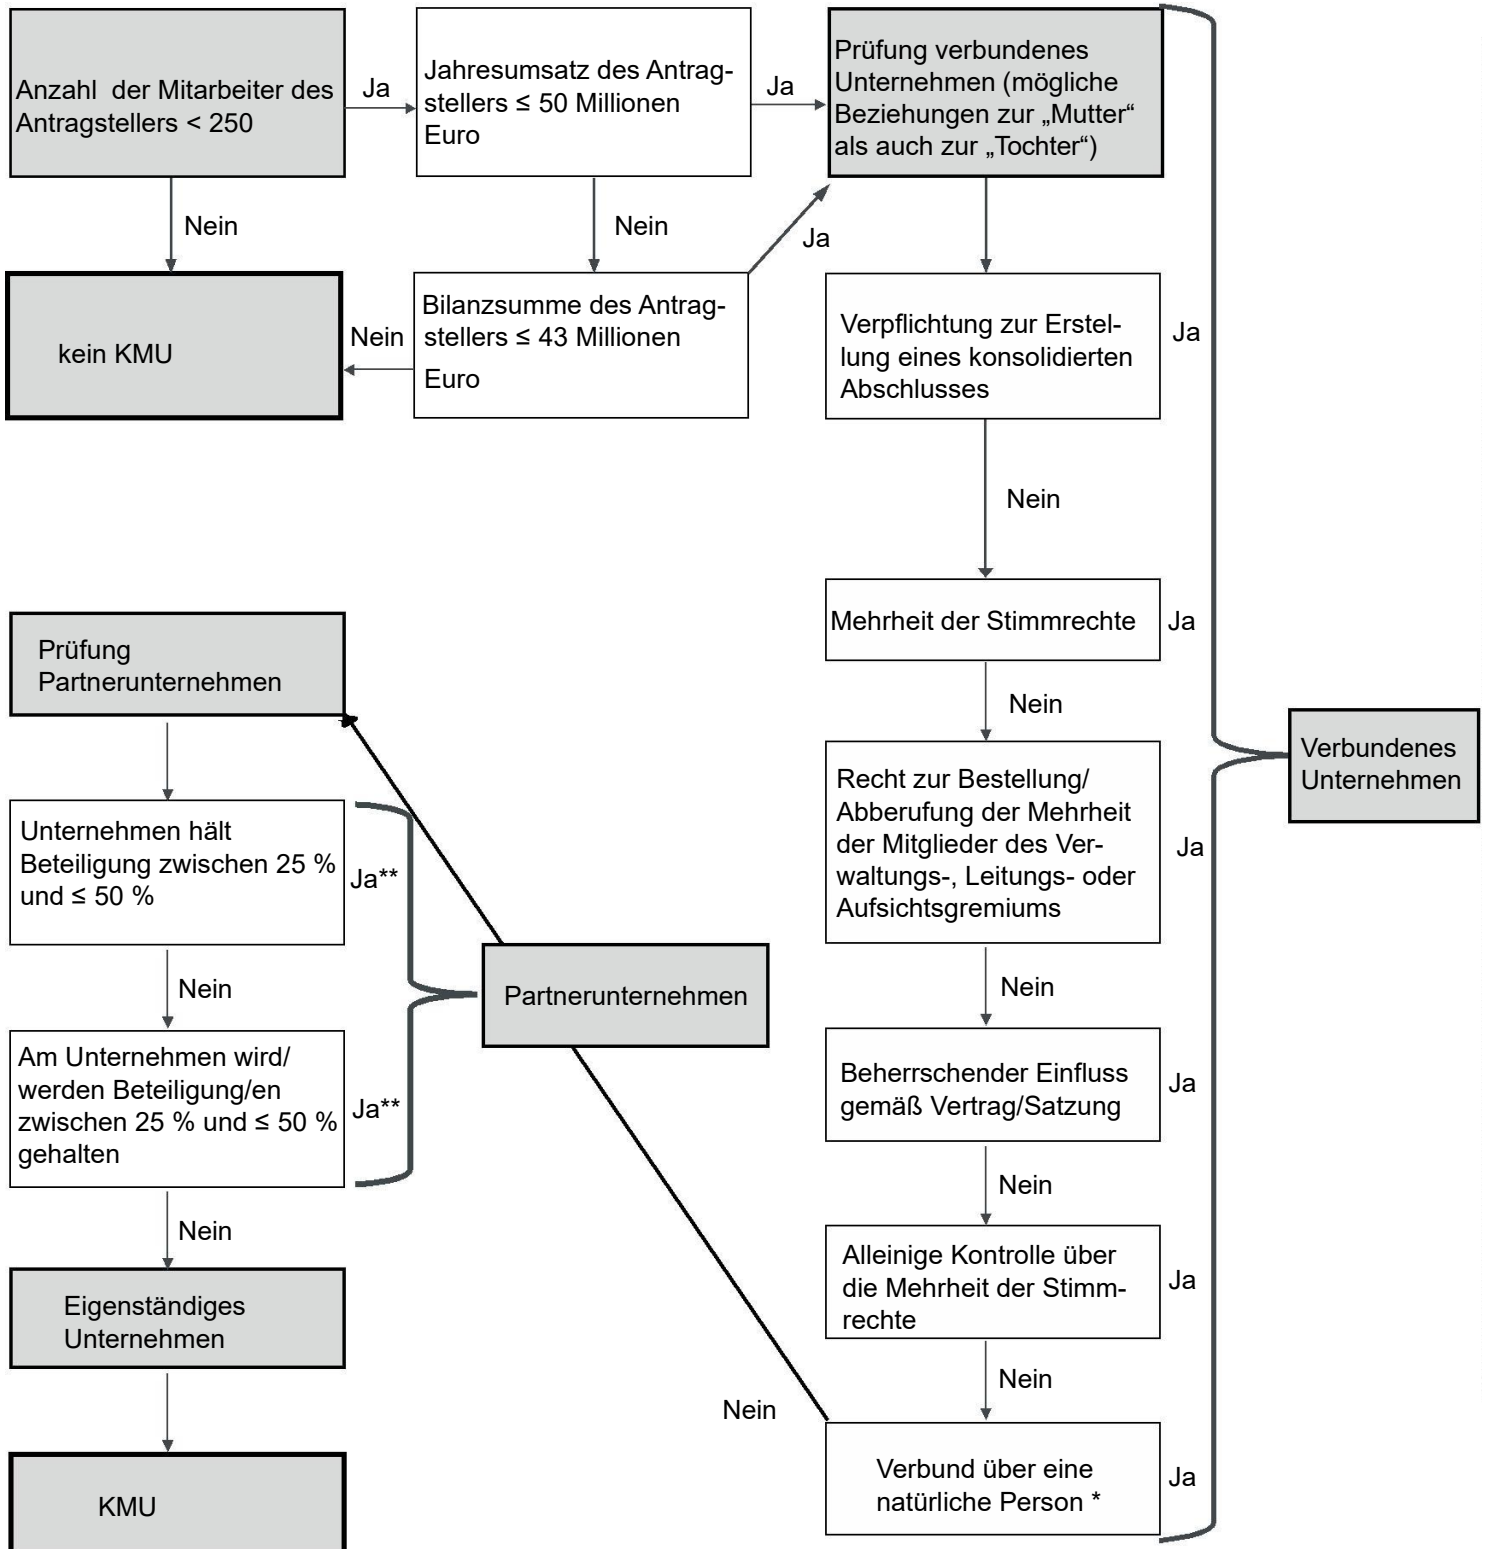 Anzahl  der Mitarbeiter des
Antragstellers < 250
Ja
Jahresumsatz des Antrag-
stellers ≤ 50 Millionen
Euro
Ja
Prüfung verbundenes
Unternehmen (mögliche
Beziehungen zur „Mutter“
als auch zur „Tochter“)
Nein
Nein
Ja
kein KMU
Nein
Bilanzsumme des Antrag-
stellers ≤ 43 Millionen
Euro
Verpflichtung zur Erstel-
lung eines konsolidierten
Abschlusses
Ja
Nein
Mehrheit der Stimmrechte
Ja
Nein
Recht zur Bestellung/
Abberufung der Mehrheit
der Mitglieder des Ver-
waltungs-, Leitungs- oder
Aufsichtsgremiums
Ja
Verbundenes
Unternehmen
Nein
Beherrschender Einfluss
gemäß Vertrag/Satzung
Ja
Nein
Alleinige Kontrolle über
die Mehrheit der Stimm-
rechte
Ja
Nein
Verbund über eine
natürliche Person *
Ja
Nein
Prüfung
Partnerunternehmen
Unternehmen hält
Beteiligung zwischen 25 %
und ≤ 50 %
Ja**
Nein
Partnerunternehmen
Am Unternehmen wird/
werden Beteiligung/en
zwischen 25 % und ≤ 50 %
gehalten
Ja**
Nein
Eigenständiges
Unternehmen
KMU